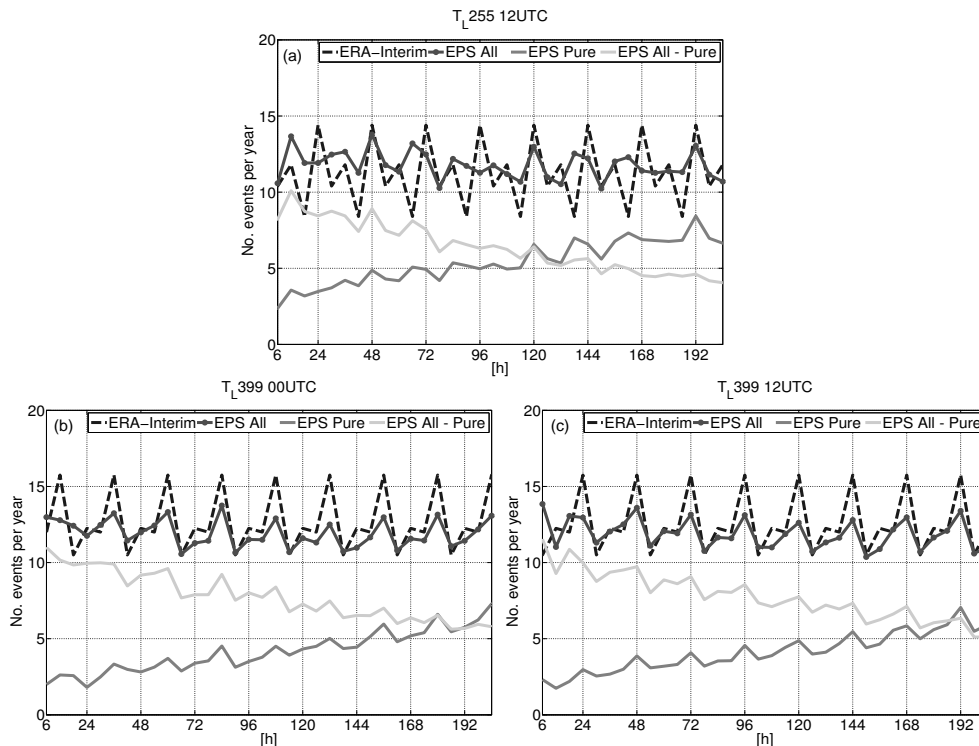 T_L255 12UTC
(a)
ERA−Interim EPS All EPS Pure EPS All - Pure
No. events per year
20
15
10
5
0
6 24 48 72 96 120 144 168 192
[h]
T_L399 00UTC
(b)
ERA−Interim EPS All EPS Pure EPS All - Pure
No. events per year
20
15
10
5
0
6 24 48 72 96 120 144 168 192
[h]
T_L399 12UTC
(c)
ERA−Interim EPS All EPS Pure EPS All - Pure
No. events per year
20
15
10
5
0
6 24 48 72 96 120 144 168 192
[h]